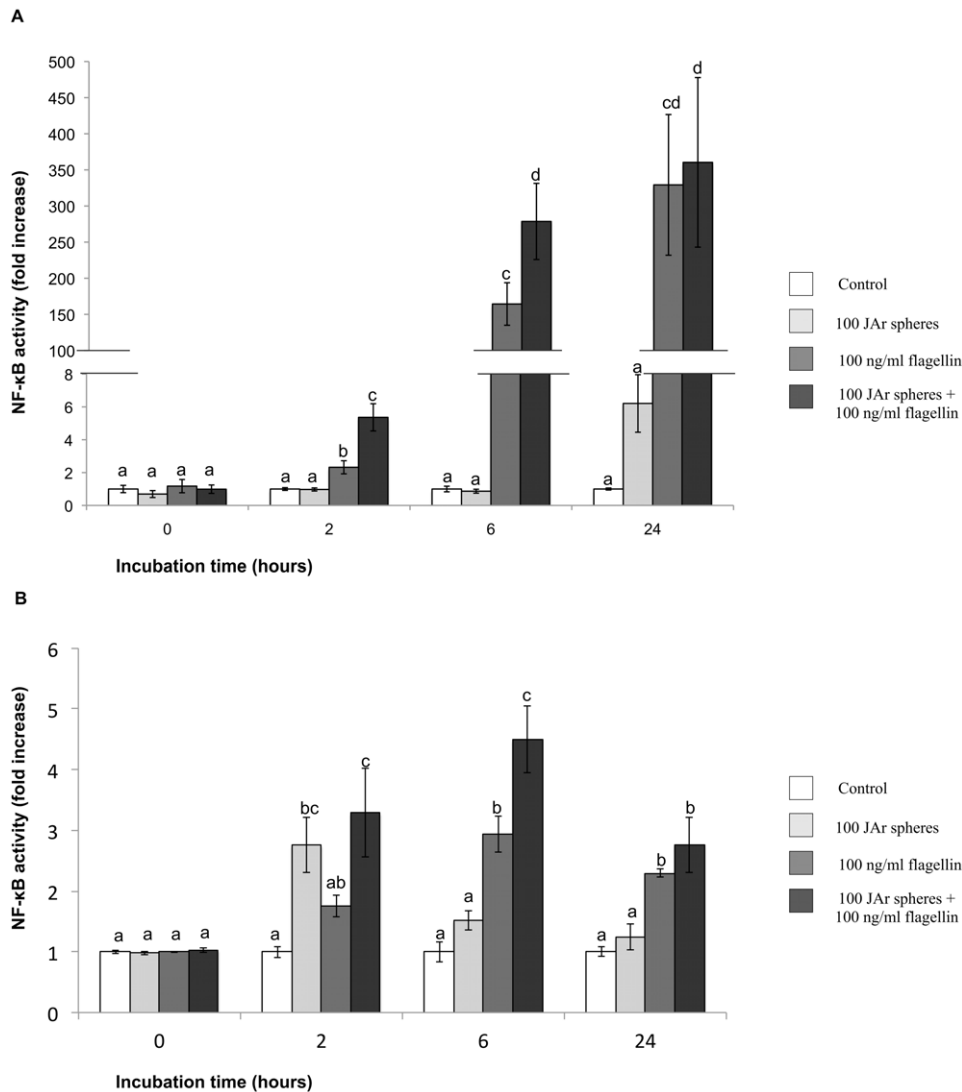 A
NF-κB activity (fold increase)
500
450
400
350
300
250
200
150
100
8
6
4
2
0
a
a
a
a
a
a
b
c
a
a
c
d
a
a
cd
d
0
2
6
24
Incubation time (hours)
Control
100 JAr spheres
100 ng/ml flagellin
100 JAr spheres +
100 ng/ml flagellin
B
NF-κB activity (fold increase)
6
5
4
3
2
1
0
a
a
a
a
a
bc
ab
c
a
a
b
c
a
a
b
b
0
2
6
24
Incubation time (hours)
Control
100 JAr spheres
100 ng/ml flagellin
100 JAr spheres +
100 ng/ml flagellin